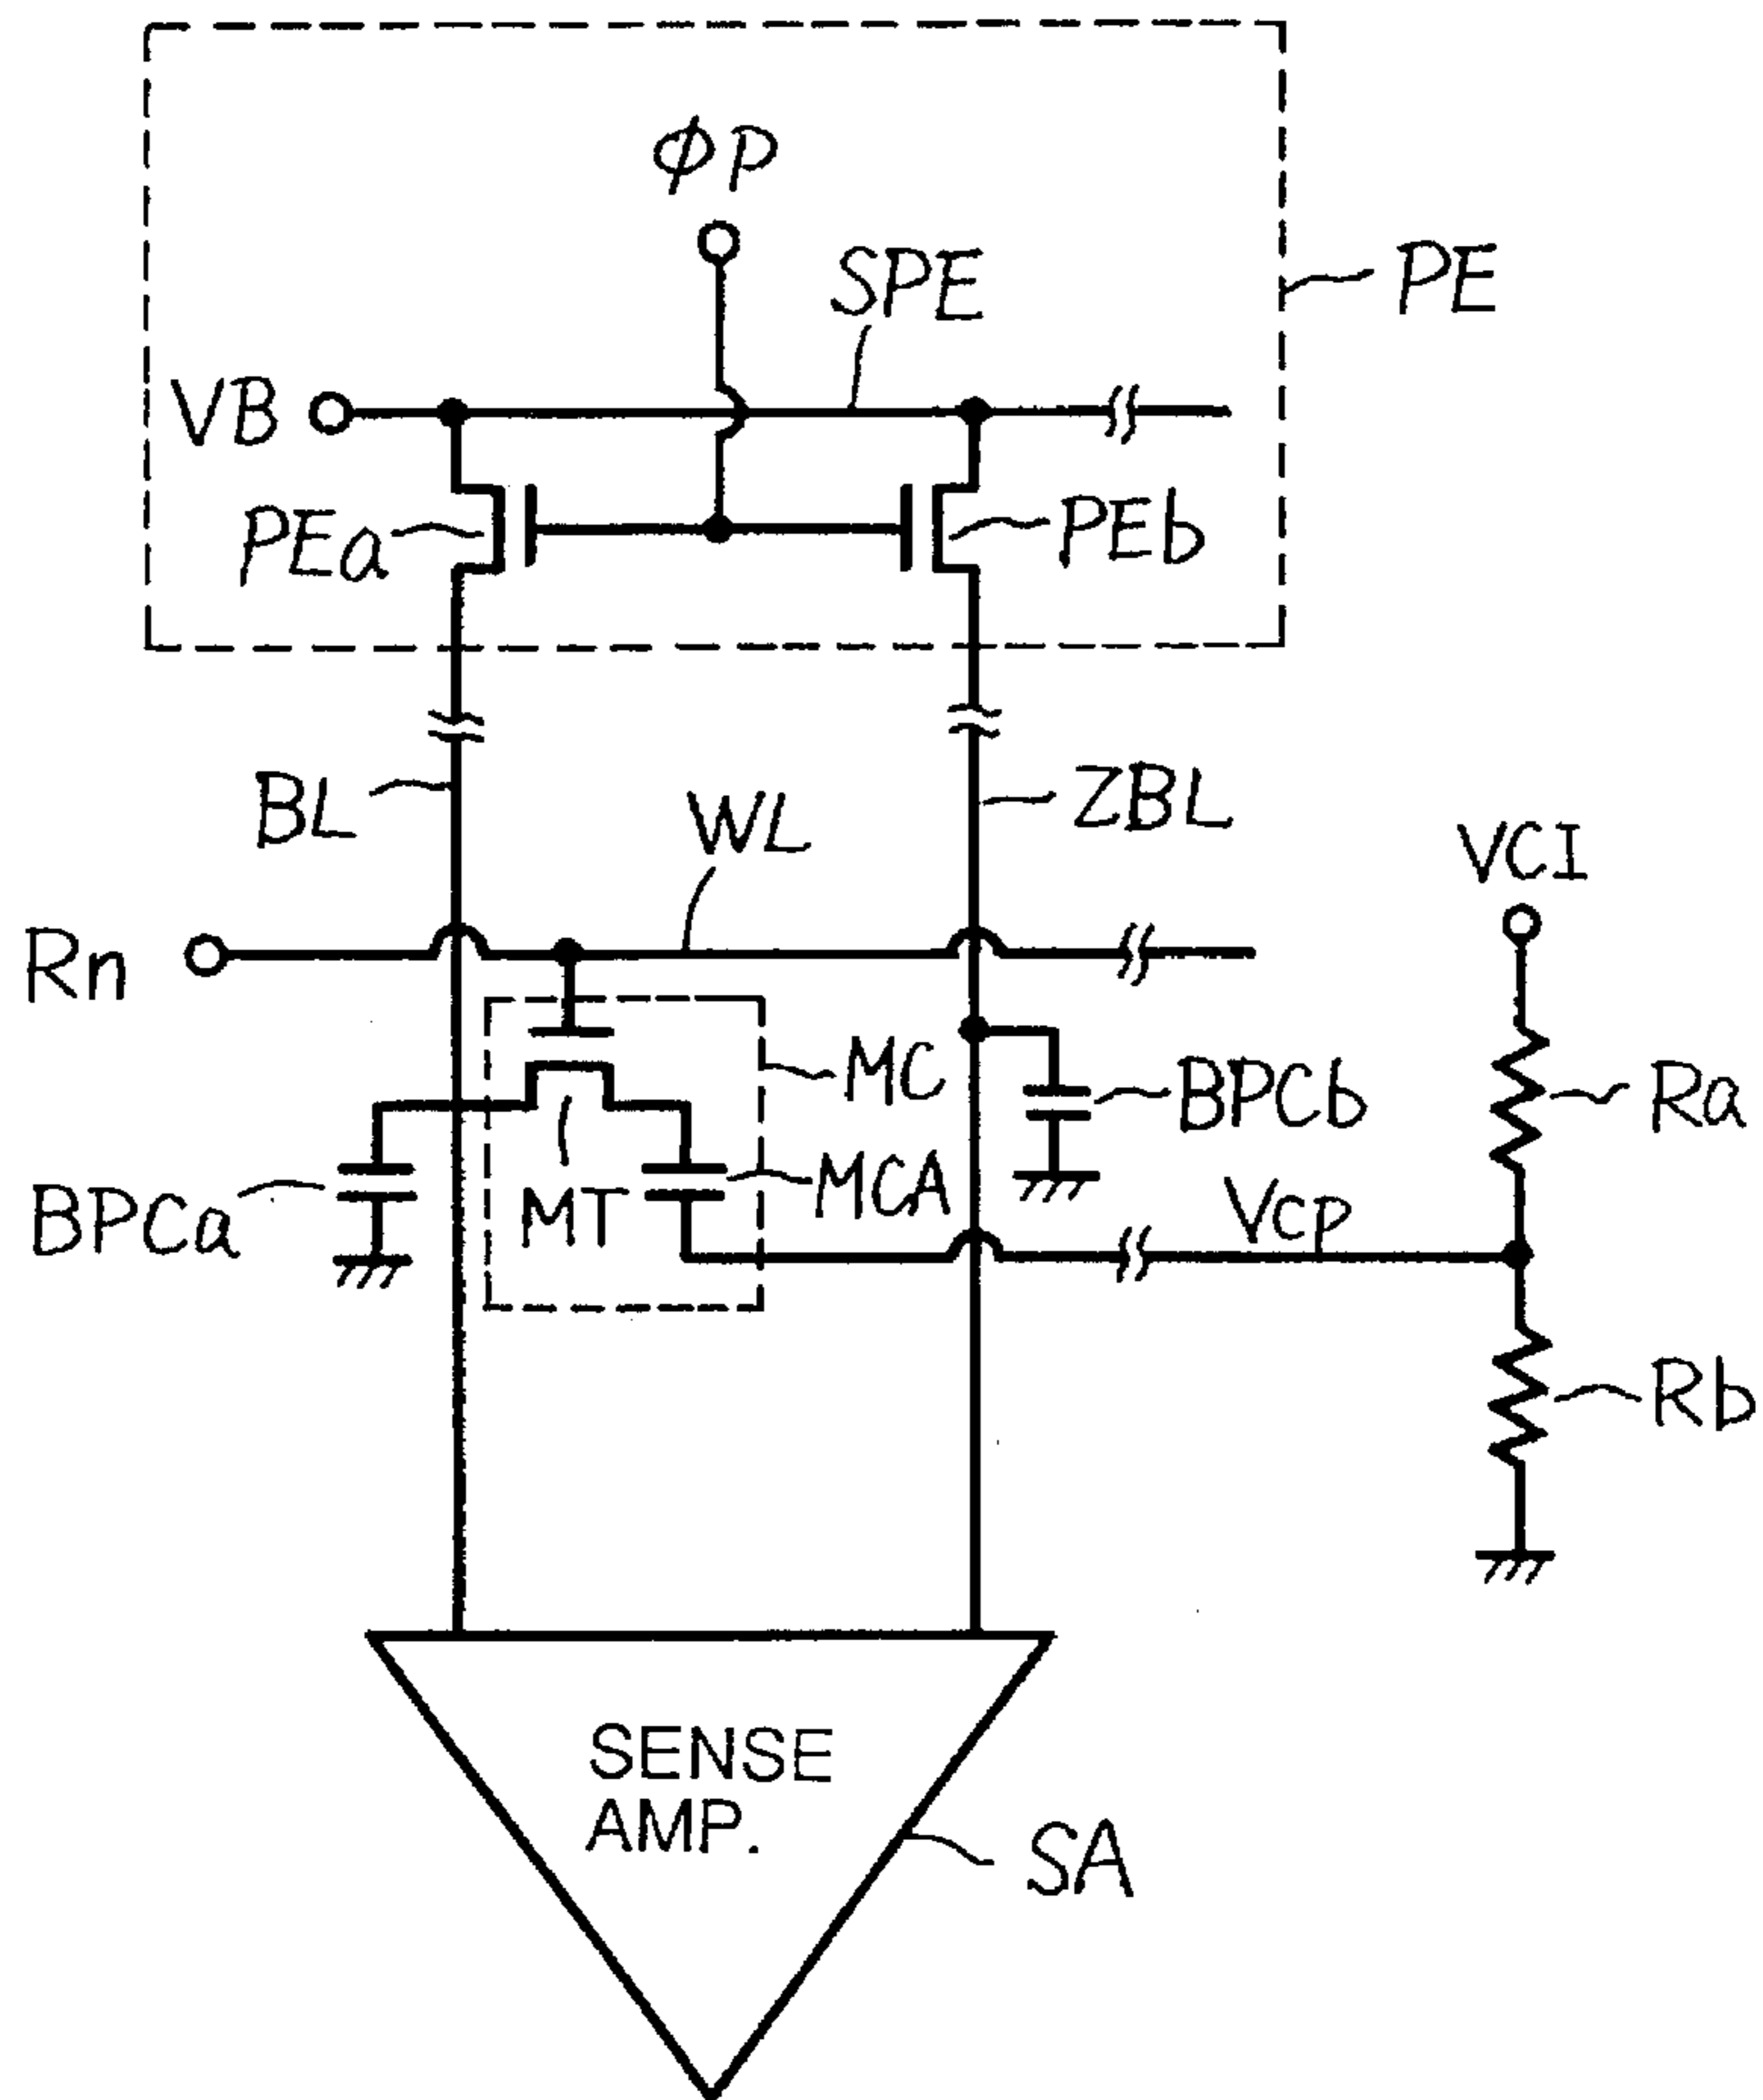 ΦP
SPE
PE
VB
PEa
PEb
BL
WL
ZBL
VCI
Rn
MC
BPCb
Ra
BPCa
MT
MCA
Vcp
Rb
SENSE
AMP.
SA